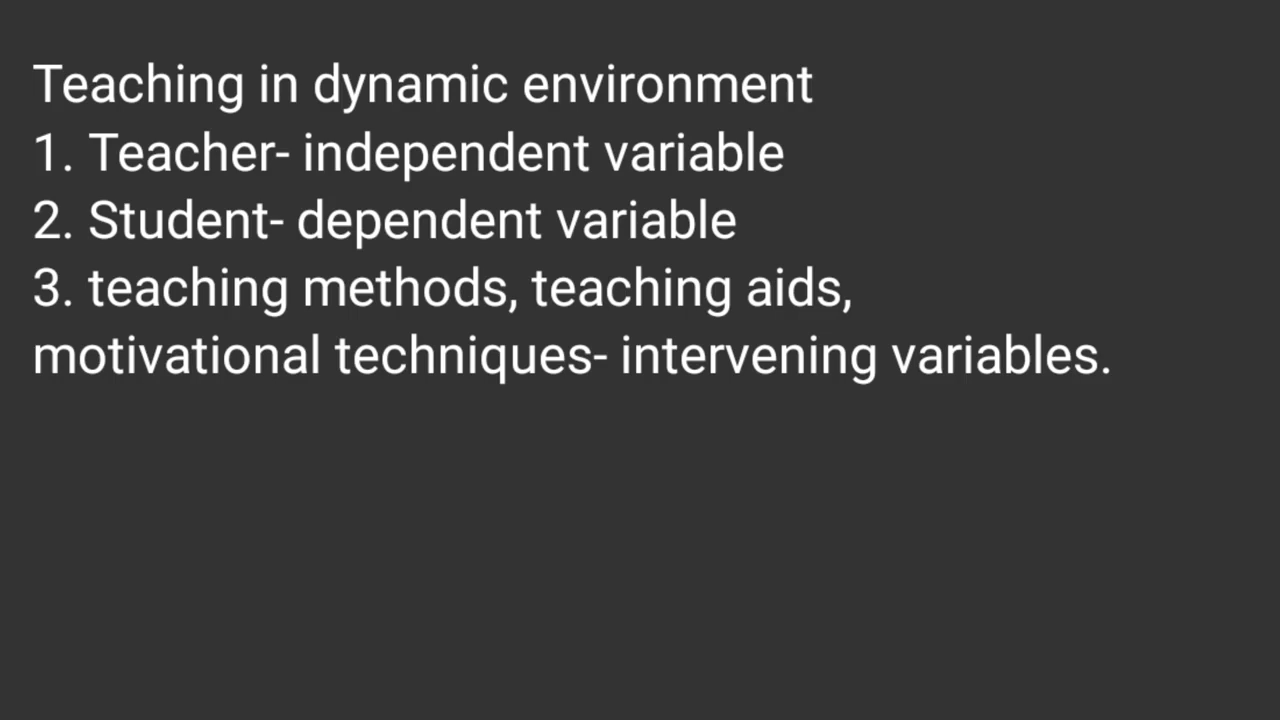 Teaching in dynamic environment
1. Teacher- independent variable
2. Student- dependent variable
3. teaching methods, teaching aids,
motivational techniques- intervening variables.